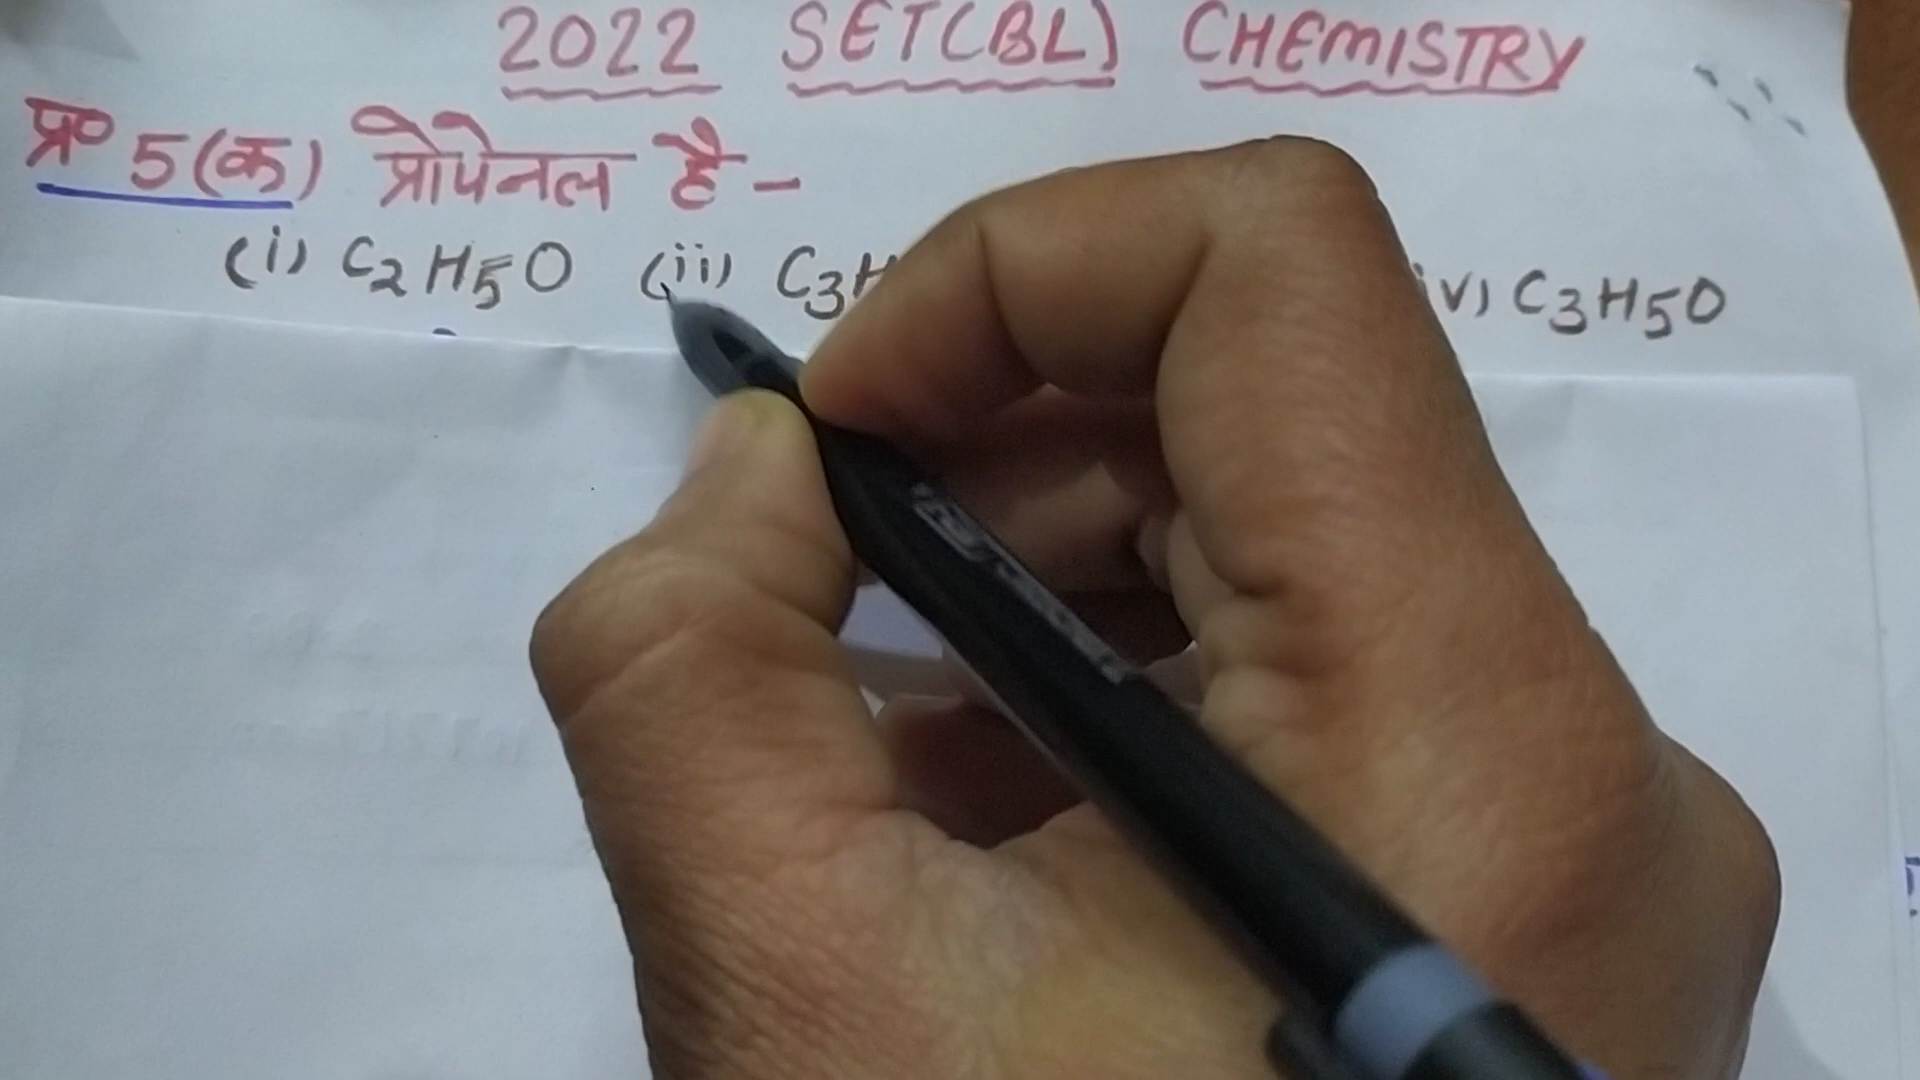 2022 SET(BL) CHEMISTRY
प्र० 5(क) प्रोपेनल है -
(i) C2H5O (ii) C3H iv) C3H5O